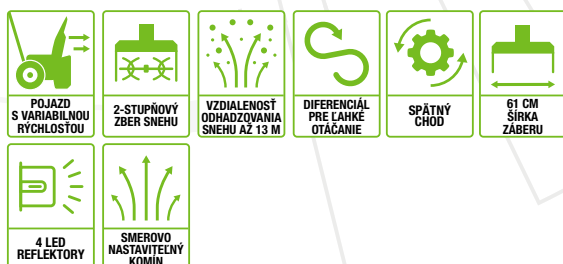 POJAZD
S VARIABILNOU
RÝCHLOSŤOU
2-STUPŇOVÝ
ZBER SNEHU
VZDIALENOSŤ
ODHADZOVANIA
SNEHU AŽ 13 M
DIFERENCIÁL
PRE ĽAHKÉ
OTÁČANIE
SPÄTNÝ
CHOD
61 CM
ŠÍRKA
ZÁBERU
4 LED
REFLEKTORY
SMEROVO
NASTAVITEĽNÝ
KOMÍN